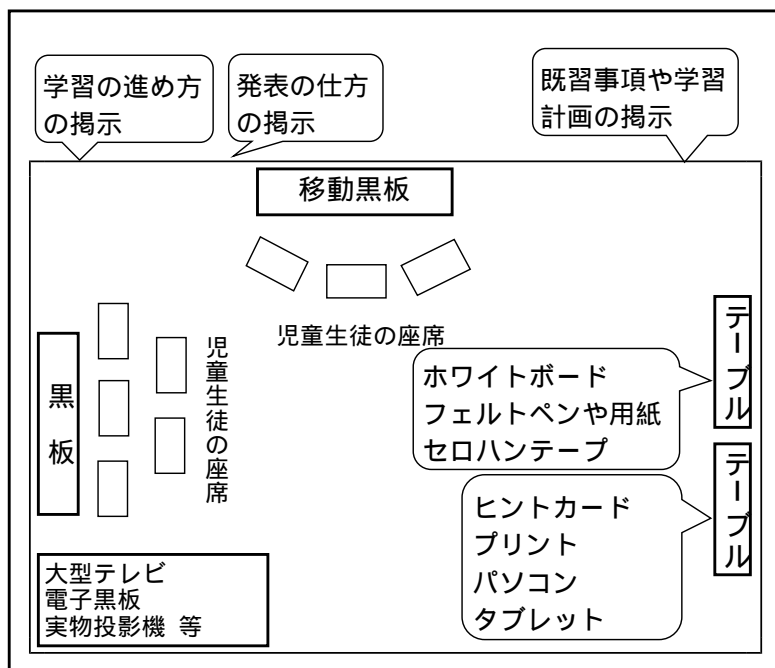 学習の進め方
の掲示
発表の仕方
の掲示
既習事項や学習
計画の掲示
移動黒板
児童生徒の座席
黒板
児童生徒の座席
テーブル
ホワイトボード
フェルトペンや用紙
セロハンテープ
テーブル
ヒントカード
プリント
パソコン
タブレット
大型テレビ
電子黒板
実物投影機 等